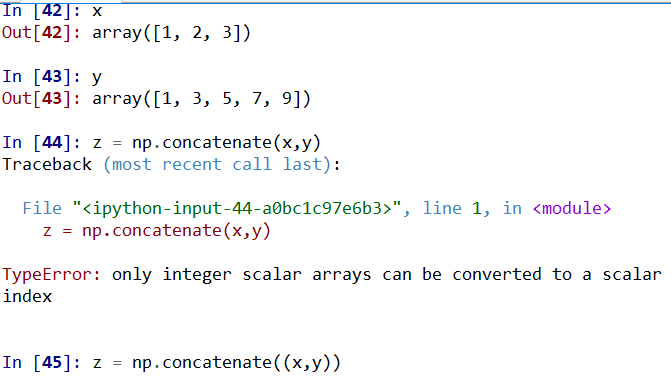 In [42]: x
Out[42]: array([1, 2, 3])
In [43]: y
Out[43]: array([1, 3, 5, 7, 9])
In [44]: z = np.concatenate(x,y)
Traceback (most recent call last):
File "<ipython-input-44-a0bc1c97e6b3>", line 1, in <module>
z = np.concatenate(x,y)
TypeError: only integer scalar arrays can be converted to a scalar
index
In [45]: z = np.concatenate((x,y))